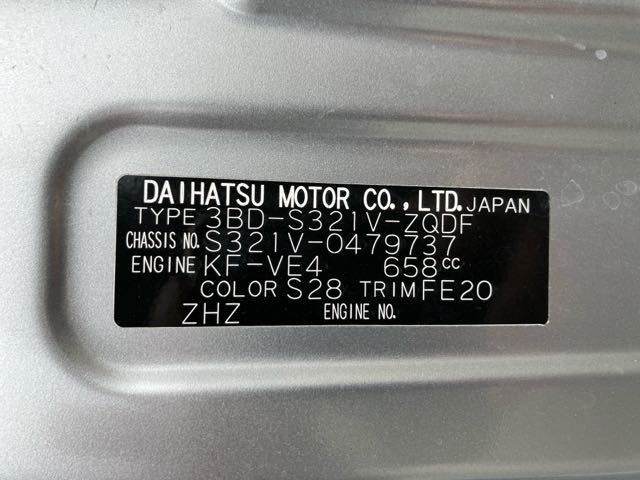 DAIHATSU MOTOR CO.,LTD. JAPAN
TYPE 3BD-S321V-ZQDF
CHASSIS NO. S321V-0479737
ENGINE KF-VE4 658cc
COLOR S28 TRIM FE20
ZHZ ENGINE NO.